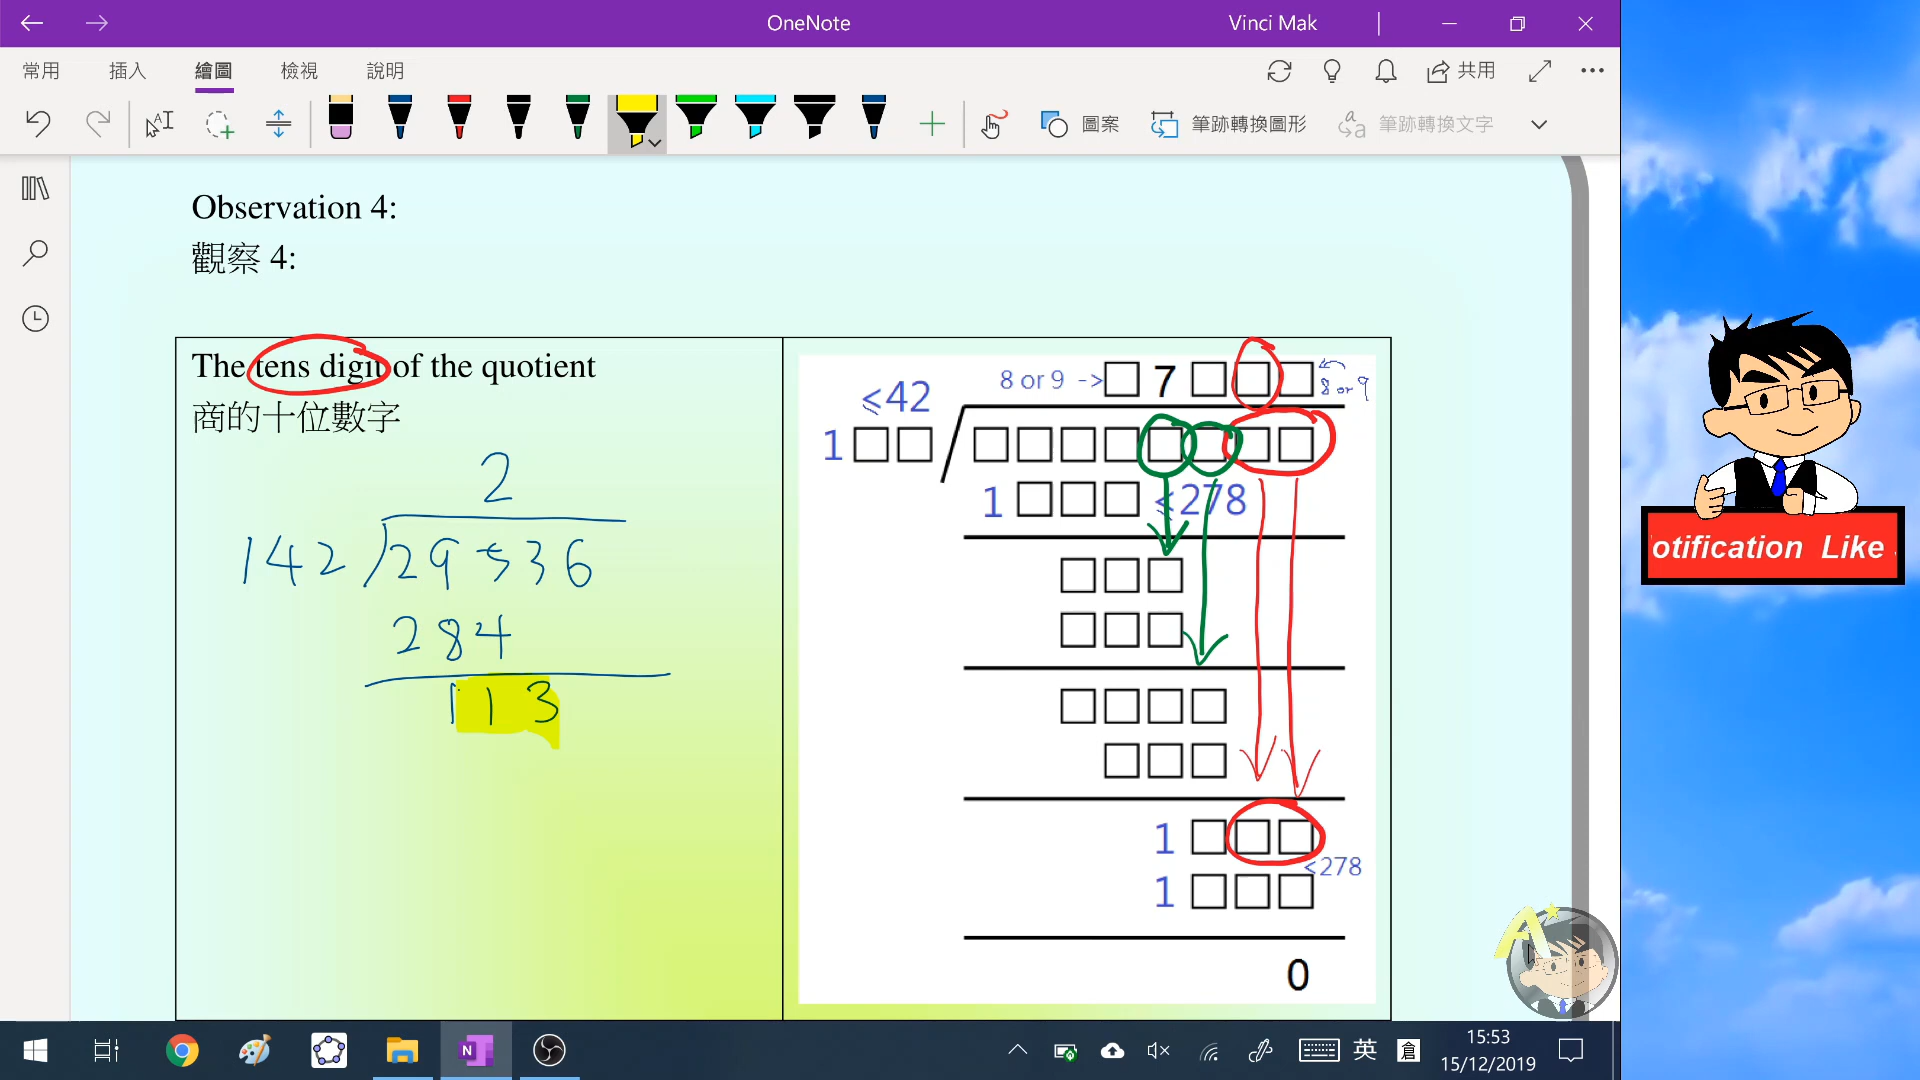 OneNote
Vinci Mak
常用 插入 繪圖 檢視 說明
共用
圖案 筆跡轉換圖形 筆跡轉換文字
Observation 4:
觀察 4:
The tens digit of the quotient
商的十位數字
2
142 29536
284
113
8 or 9 -> 7
8 or 9
≤42
1
1 ≤278
1
≤278
1
0
otification Like
A
N
英 倉
15:53
15/12/2019